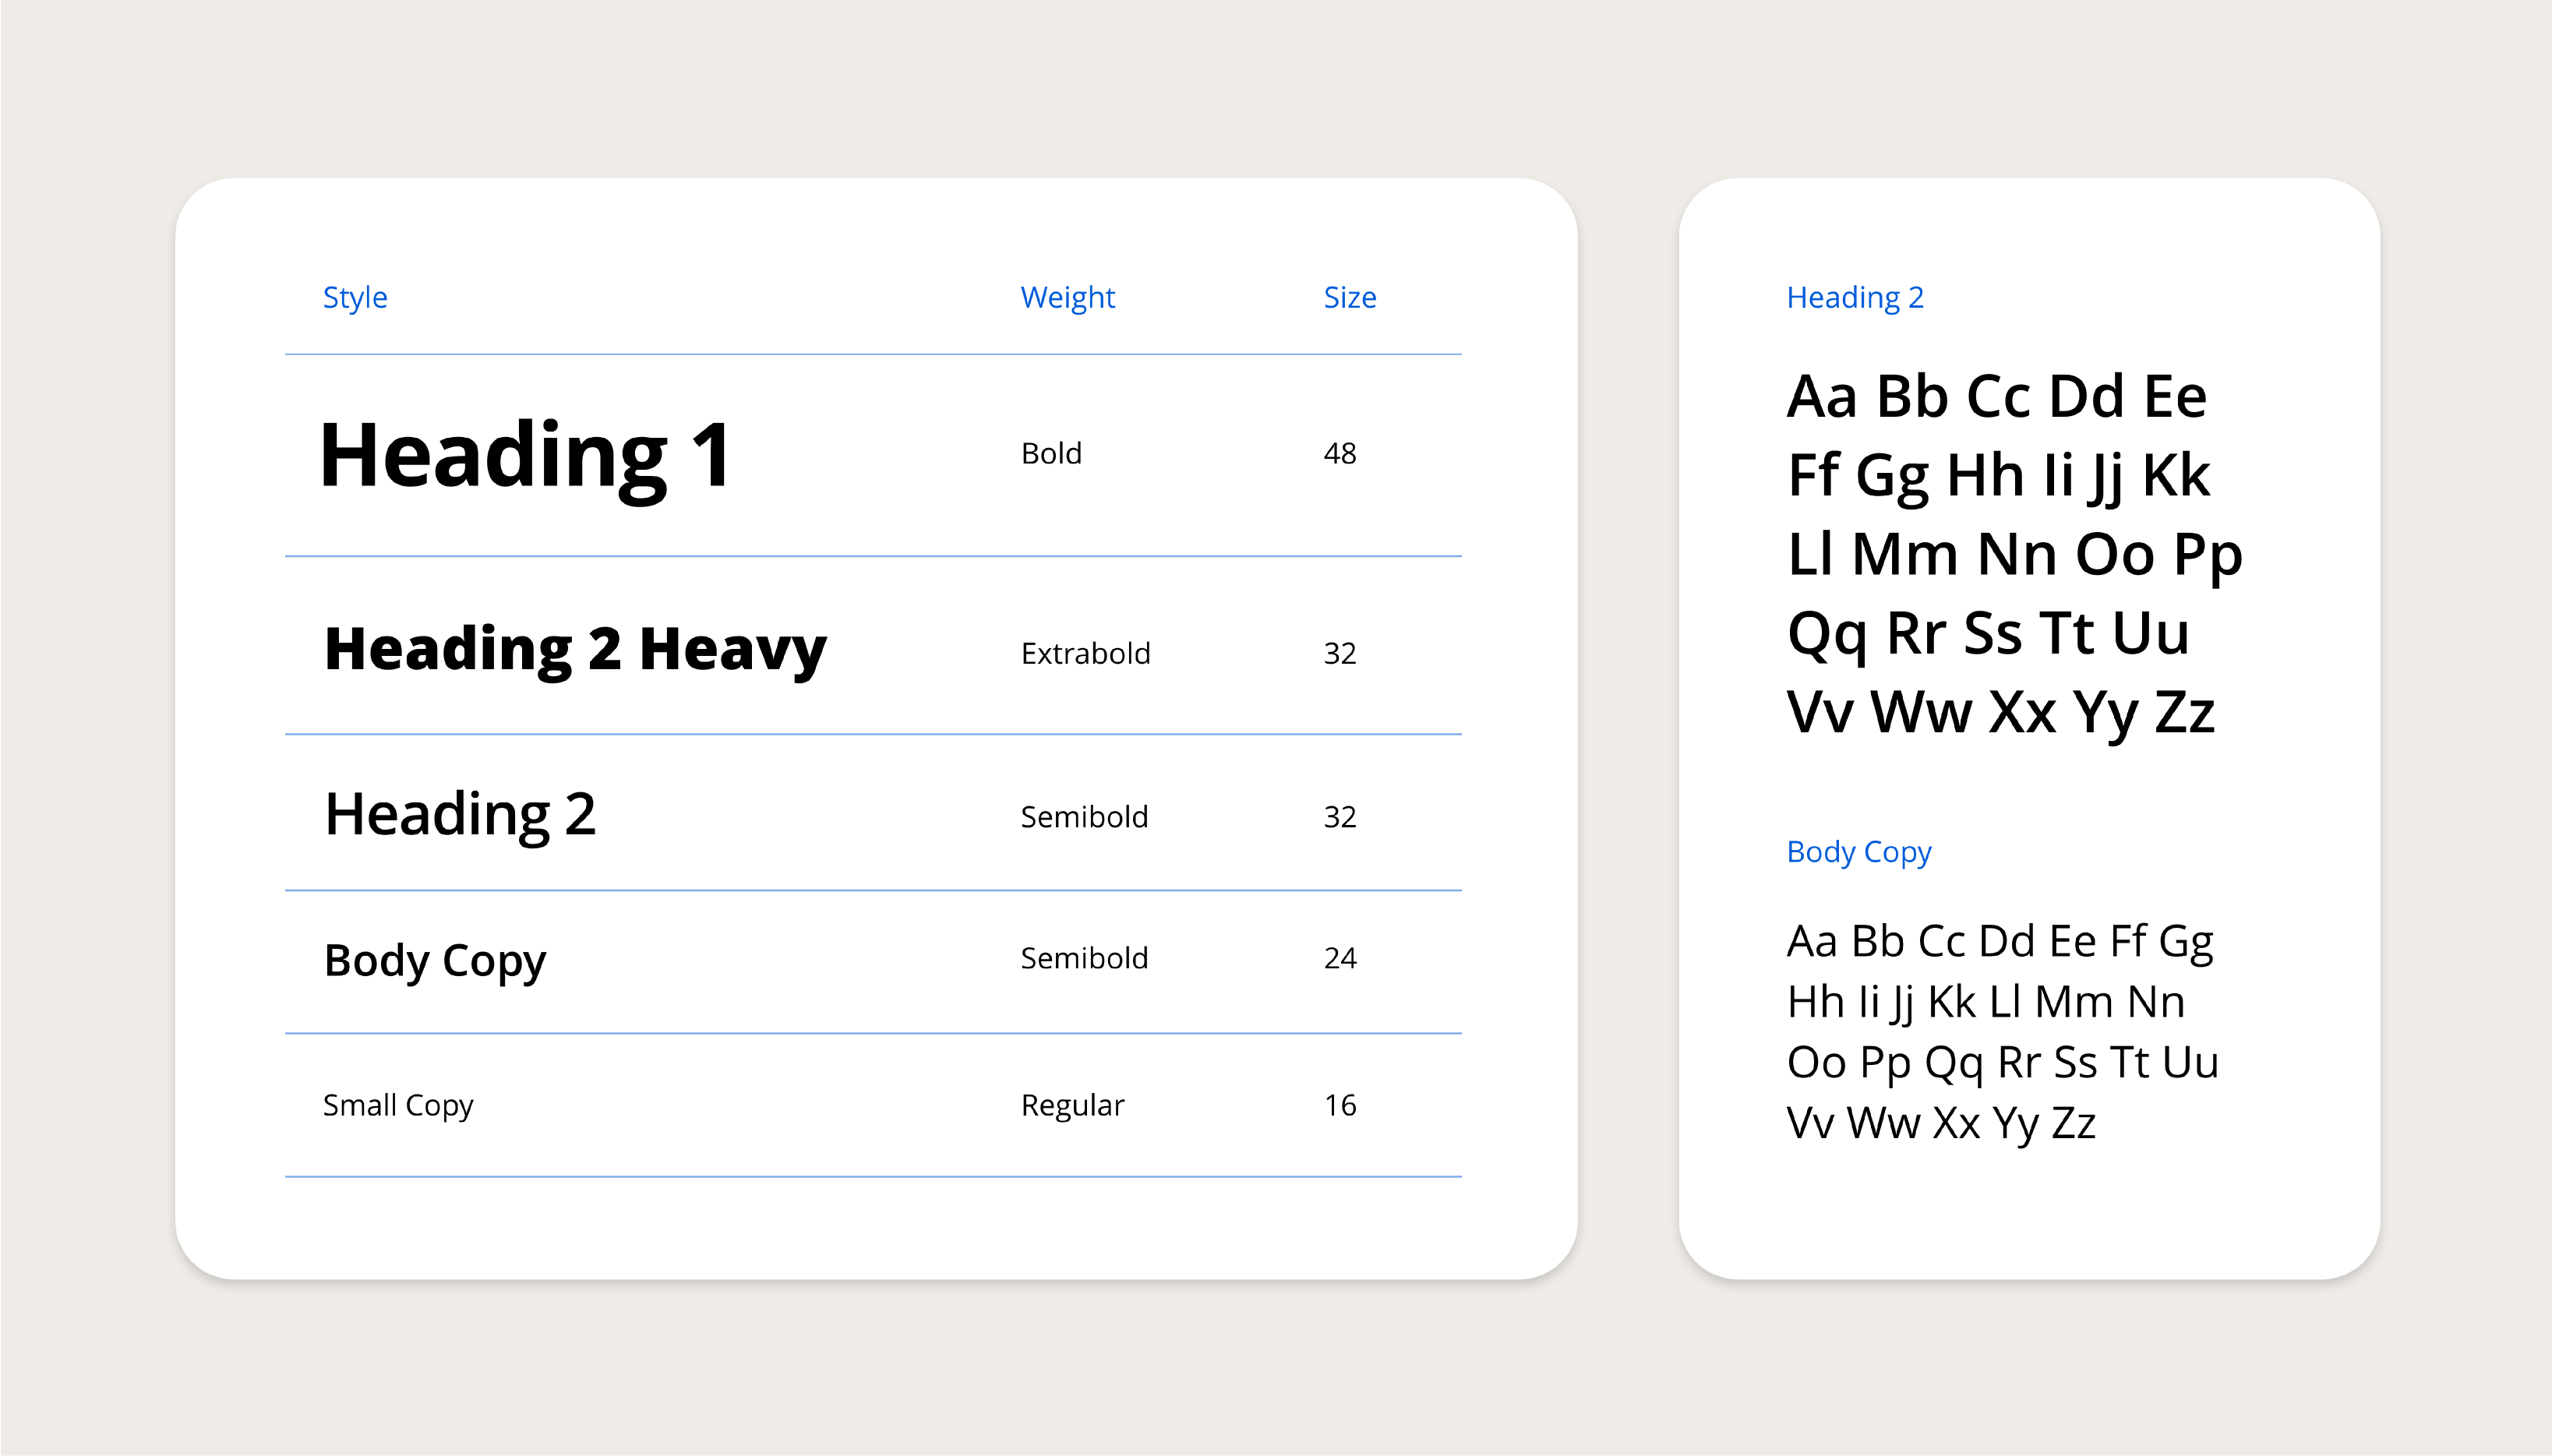 Style Weight Size
Heading 1 Bold 48
Heading 2 Heavy Extrabold 32
Heading 2 Semibold 32
Body Copy Semibold 24
Small Copy Regular 16
Heading 2
Aa Bb Cc Dd Ee
Ff Gg Hh Ii Jj Kk
Ll Mm Nn Oo Pp
Qq Rr Ss Tt Uu
Vv Ww Xx Yy Zz
Body Copy
Aa Bb Cc Dd Ee Ff Gg
Hh Ii Jj Kk Ll Mm Nn
Oo Pp Qq Rr Ss Tt Uu
Vv Ww Xx Yy Zz